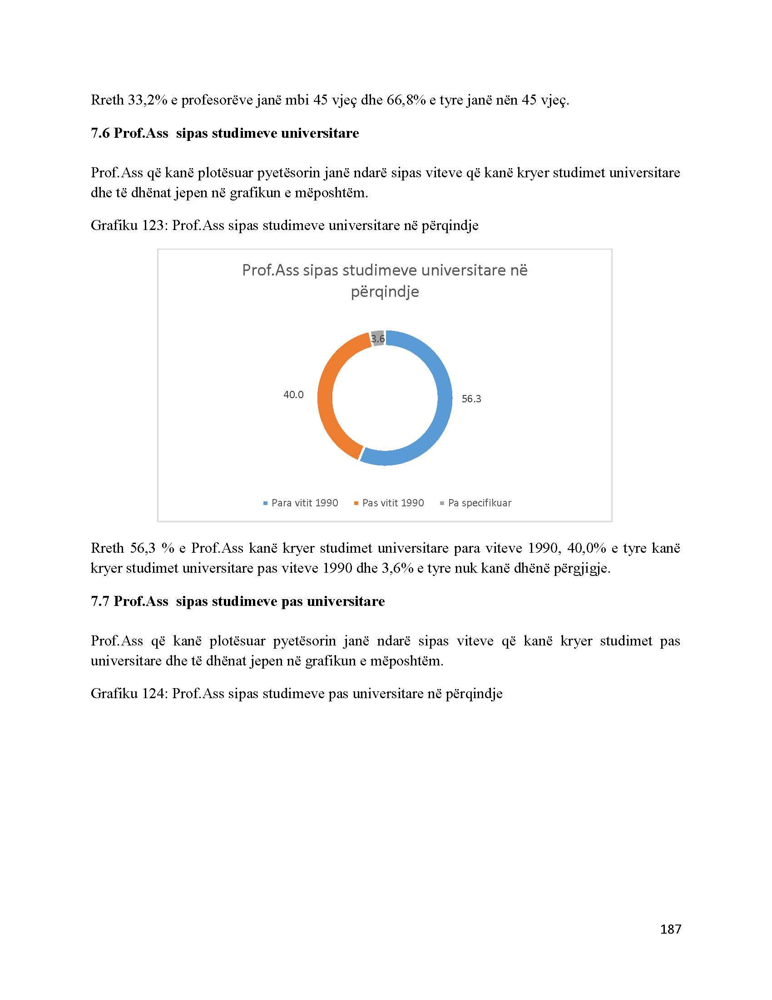 Rreth 33,2% e profesorëve janë mbi 45 vjeç dhe 66,8% e tyre janë nën 45 vjeç.
7.6 Prof.Ass  sipas studimeve universitare
Prof.Ass që kanë plotësuar pyetësorin janë ndarë sipas viteve që kanë kryer studimet universitare
dhe të dhënat jepen në grafikun e mëposhtëm.
Grafiku 123: Prof.Ass sipas studimeve universitare në përqindje
Prof.Ass sipas studimeve universitare në
përqindje
3.6
40.0
56.3
Para vitit 1990
Pas vitit 1990
Pa specifikuar
Rreth 56,3 % e Prof.Ass kanë kryer studimet universitare para viteve 1990, 40,0% e tyre kanë
kryer studimet universitare pas viteve 1990 dhe 3,6% e tyre nuk kanë dhënë përgjigje.
7.7 Prof.Ass  sipas studimeve pas universitare
Prof.Ass që kanë plotësuar pyetësorin janë ndarë sipas viteve që kanë kryer studimet pas
universitare dhe të dhënat jepen në grafikun e mëposhtëm.
Grafiku 124: Prof.Ass sipas studimeve pas universitare në përqindje
187